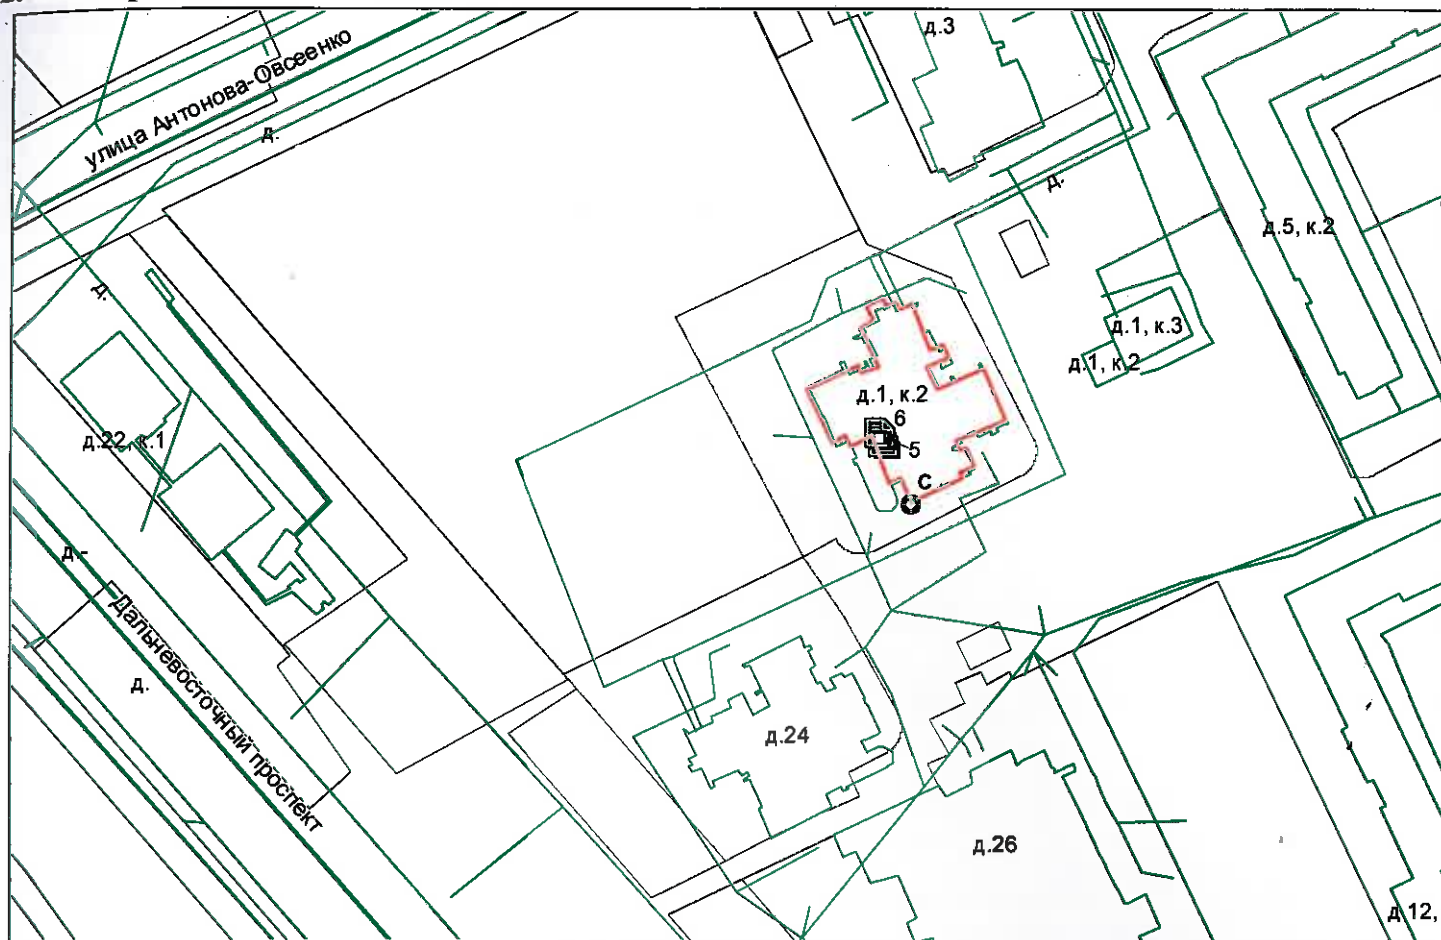 д.3
улица Антонова-Овсеенко
д.
д.
д.5, к.2
д.
д.1, к.3
д.1, к.2
д.1, к.2
6
5
д.22, к.1
С
д.-
Дальневосточный проспект
д.
д.24
д.26
д.12,